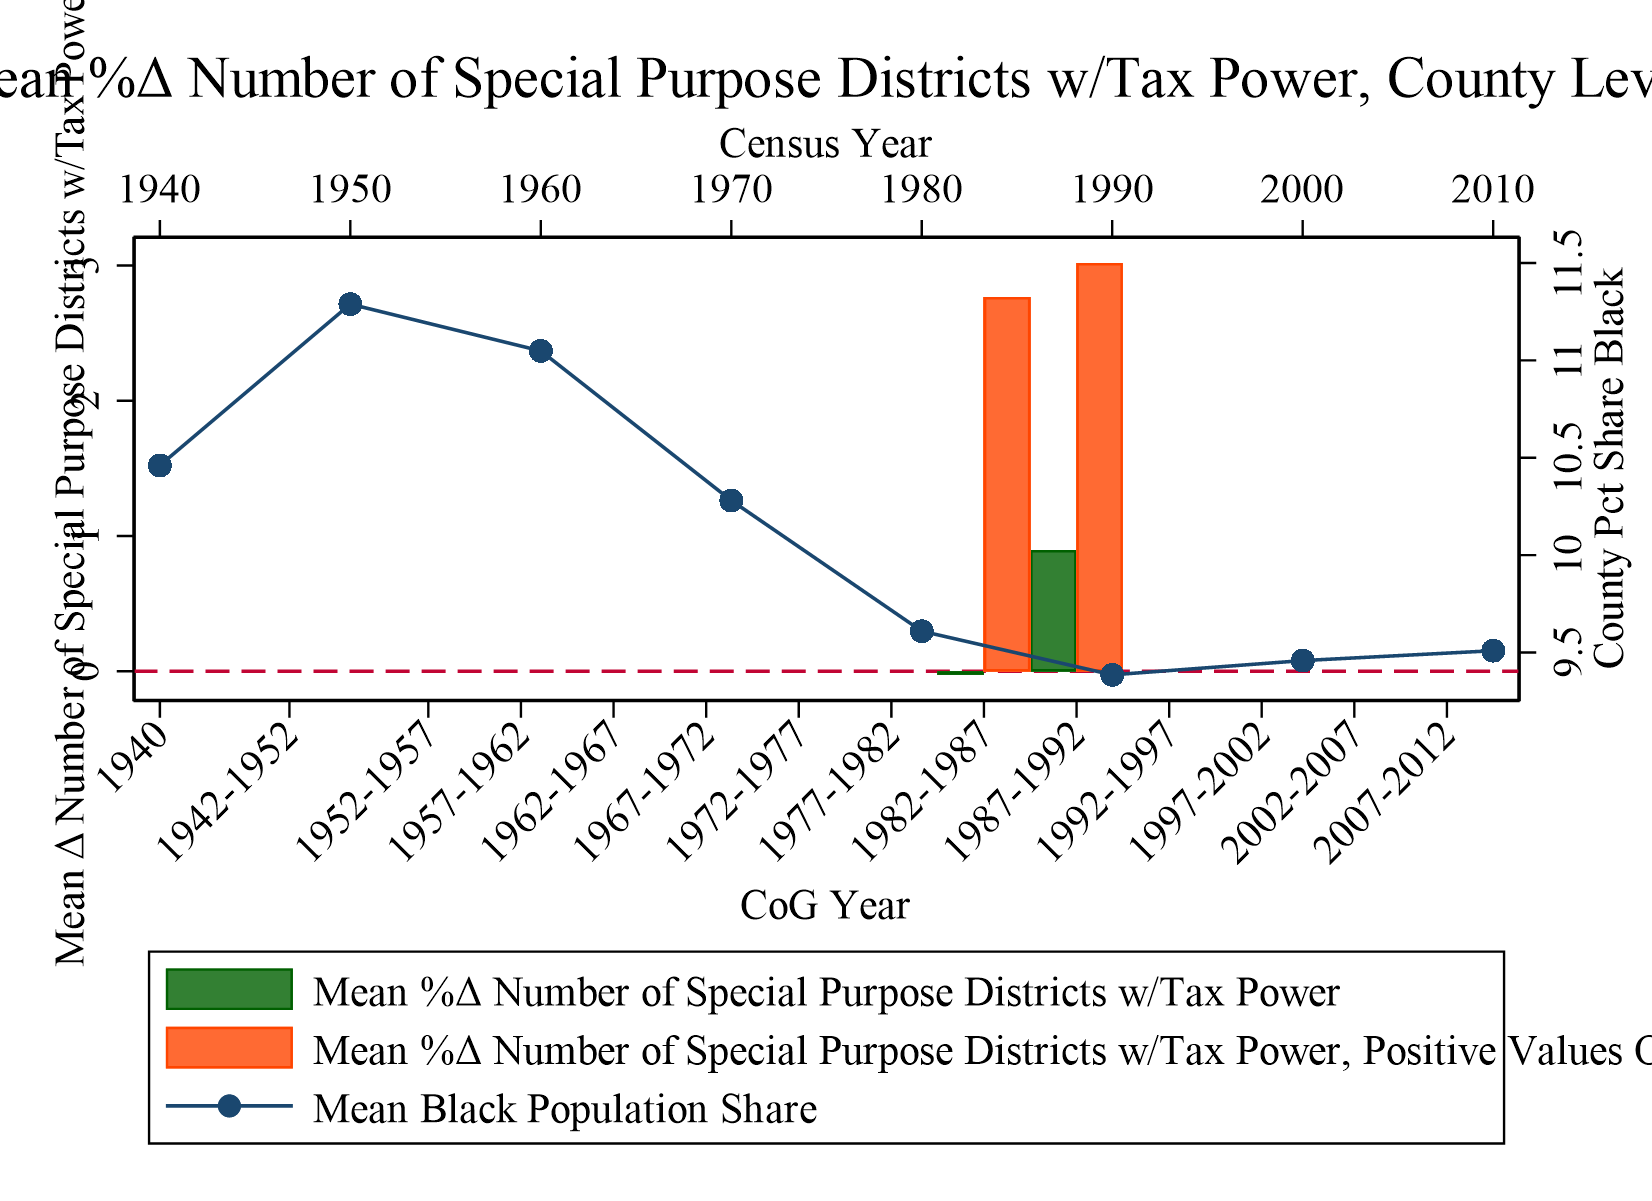 ean %Δ Number of Special Purpose Districts w/Tax Power, County Lev
Census Year
1940 1950 1960 1970 1980 1990 2000 2010
Mean Δ Number of Special Purpose Districts w/Tax Powe
3
2
1
0
11.5
11
10.5
10
9.5
County Pct Share Black
1940 1942-1952 1952-1957 1957-1962 1962-1967 1967-1972 1972-1977 1977-1982 1982-1987 1987-1992 1992-1997 1997-2002 2002-2007 2007-2012
CoG Year
Mean %Δ Number of Special Purpose Districts w/Tax Power
Mean %Δ Number of Special Purpose Districts w/Tax Power, Positive Values
Mean Black Population Share